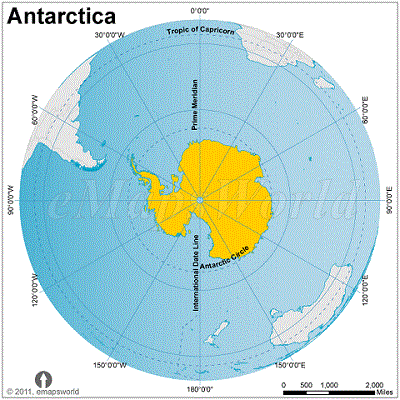 Antarctica
0°0'0"
Tropic of Capricorn
30°0'0"W
30°0'0"E
60°0'0"W
60°0'0"E
Prime Meridian
90°0'0"W
90°0'0"E
eMapsWorld
International Date Line
Antarctic Circle
120°0'0"W
120°0'0"E
150°0'0"W
150°0'0"E
180°0'0"
0 500 1,000 2,000
Miles
© 2011, emapsworld